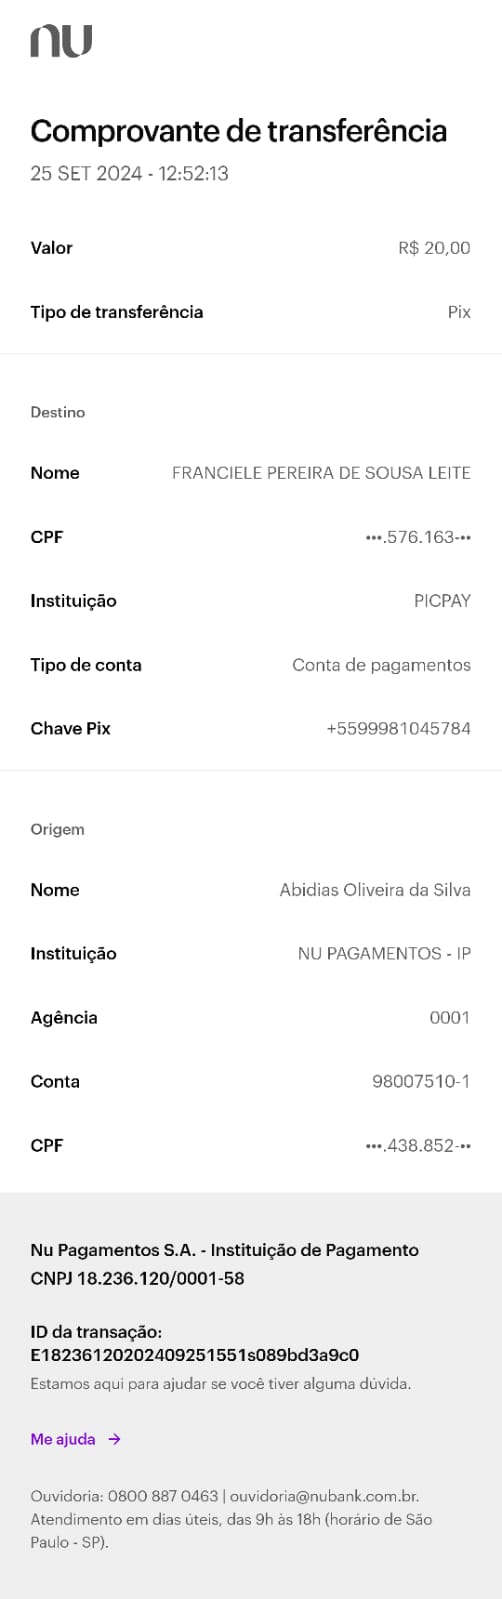 nu
Comprovante de transferência
25 SET 2024 - 12:52:13
Valor R$ 20,00
Tipo de transferência Pix
Destino
Nome FRANCIELE PEREIRA DE SOUSA LEITE
CPF •••.576.163-••
Instituição PICPAY
Tipo de conta Conta de pagamentos
Chave Pix +5599981045784
Origem
Nome Abidias Oliveira da Silva
Instituição NU PAGAMENTOS - IP
Agência 0001
Conta 98007510-1
CPF •••.438.852-••
Nu Pagamentos S.A. - Instituição de Pagamento
CNPJ 18.236.120/0001-58
ID da transação:
E18236120202409251551s089bd3a9c0
Estamos aqui para ajudar se você tiver alguma dúvida.
Me ajuda →
Ouvidoria: 0800 887 0463 | ouvidoria@nubank.com.br.
Atendimento em dias úteis, das 9h às 18h (horário de São
Paulo - SP).